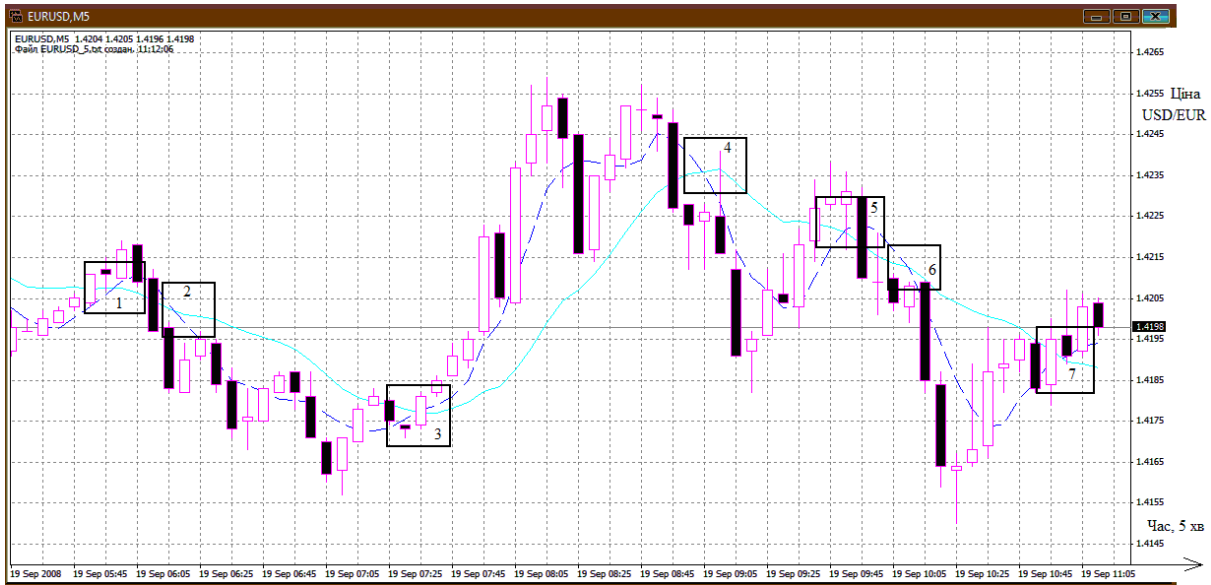 EURUSD,M5
EURUSD,M5 1.4204 1.4205 1.4196 1.4198
Файл EURUSD_5.txt создан. 11:12:06
1.4265
1.4255
Ціна
USD/EUR
1.4245
1.4235
1.4225
1.4215
1.4205
1.4198
1.4195
1.4185
1.4175
1.4165
1.4155
1.4145
1
2
3
4
5
6
7
Час, 5 хв
19 Sep 2008
19 Sep 05:45
19 Sep 06:05
19 Sep 06:25
19 Sep 06:45
19 Sep 07:05
19 Sep 07:25
19 Sep 07:45
19 Sep 08:05
19 Sep 08:25
19 Sep 08:45
19 Sep 09:05
19 Sep 09:25
19 Sep 09:45
19 Sep 10:05
19 Sep 10:25
19 Sep 10:45
19 Sep 11:05